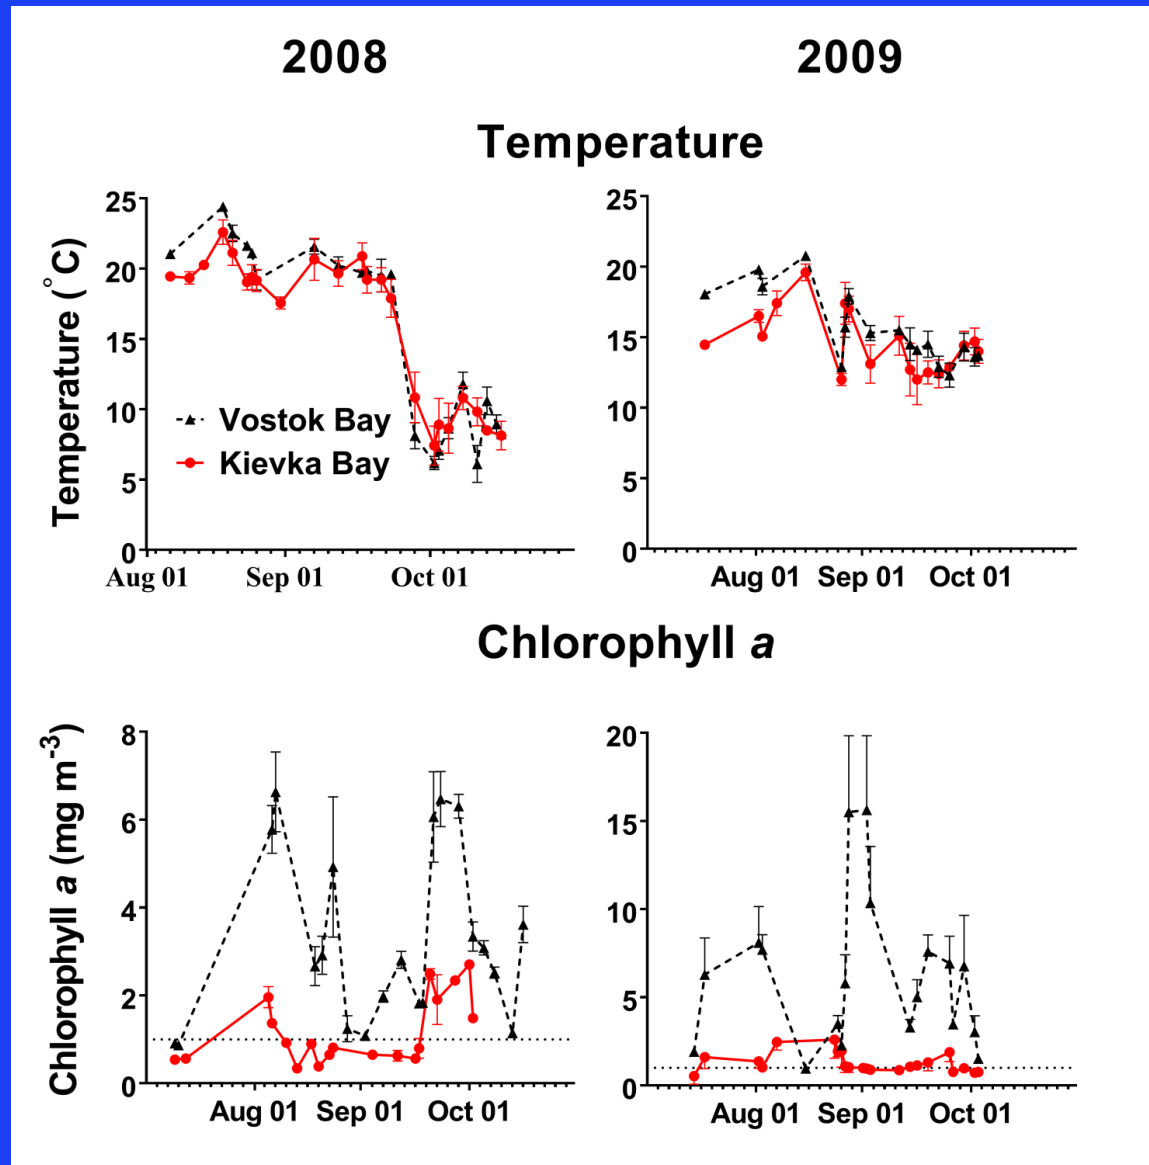 2008
2009
Temperature
Temperature (°C)
25
20
15
10
5
0
Vostok Bay
Kievka Bay
Aug 01 Sep 01 Oct 01
25
20
15
10
5
0
Aug 01 Sep 01 Oct 01
Chlorophyll a
Chlorophyll a (mg m-3)
8
6
4
2
0
Aug 01 Sep 01 Oct 01
20
15
10
5
0
Aug 01 Sep 01 Oct 01